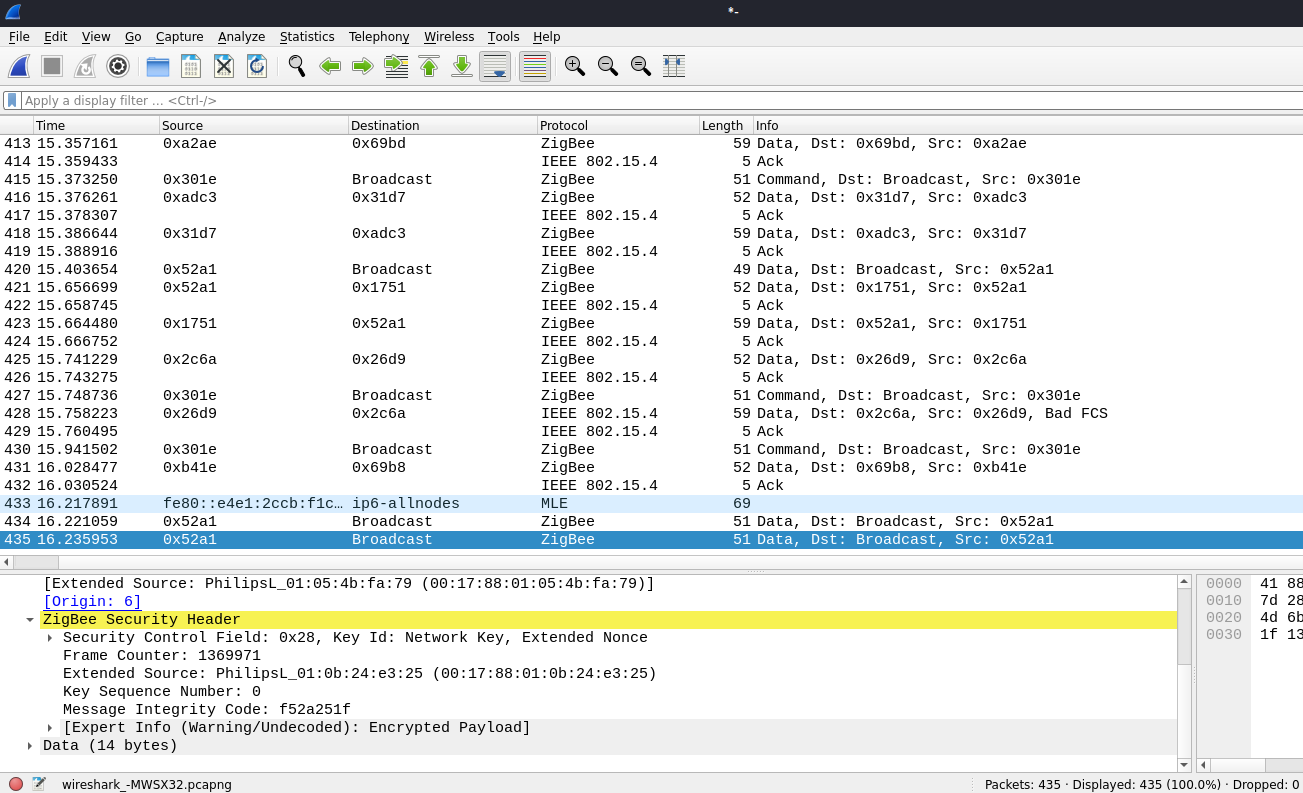 *-
File Edit View Go Capture Analyze Statistics Telephony Wireless Tools Help
Apply a display filter … <Ctrl-/>
Time Source Destination Protocol Length Info
413 15.357161 0xa2ae 0x69bd ZigBee 59 Data, Dst: 0x69bd, Src: 0xa2ae
414 15.359433 IEEE 802.15.4 5 Ack
415 15.373250 0x301e Broadcast ZigBee 51 Command, Dst: Broadcast, Src: 0x301e
416 15.376261 0xadc3 0x31d7 ZigBee 52 Data, Dst: 0x31d7, Src: 0xadc3
417 15.378307 IEEE 802.15.4 5 Ack
418 15.386644 0x31d7 0xadc3 ZigBee 59 Data, Dst: 0xadc3, Src: 0x31d7
419 15.388916 IEEE 802.15.4 5 Ack
420 15.403654 0x52a1 Broadcast ZigBee 49 Data, Dst: Broadcast, Src: 0x52a1
421 15.656699 0x52a1 0x1751 ZigBee 52 Data, Dst: 0x1751, Src: 0x52a1
422 15.658745 IEEE 802.15.4 5 Ack
423 15.664480 0x1751 0x52a1 ZigBee 59 Data, Dst: 0x52a1, Src: 0x1751
424 15.666752 IEEE 802.15.4 5 Ack
425 15.741229 0x2c6a 0x26d9 ZigBee 52 Data, Dst: 0x26d9, Src: 0x2c6a
426 15.743275 IEEE 802.15.4 5 Ack
427 15.748736 0x301e Broadcast ZigBee 51 Command, Dst: Broadcast, Src: 0x301e
428 15.758223 0x26d9 0x2c6a IEEE 802.15.4 59 Data, Dst: 0x2c6a, Src: 0x26d9, Bad FCS
429 15.760495 IEEE 802.15.4 5 Ack
430 15.941502 0x301e Broadcast ZigBee 51 Command, Dst: Broadcast, Src: 0x301e
431 16.028477 0xb41e 0x69b8 ZigBee 52 Data, Dst: 0x69b8, Src: 0xb41e
432 16.030524 IEEE 802.15.4 5 Ack
433 16.217891 fe80::e4e1:2ccb:f1c… ip6-allnodes MLE 69
434 16.221059 0x52a1 Broadcast ZigBee 51 Data, Dst: Broadcast, Src: 0x52a1
435 16.235953 0x52a1 Broadcast ZigBee 51 Data, Dst: Broadcast, Src: 0x52a1
[Extended Source: PhilipsL_01:05:4b:fa:79 (00:17:88:01:05:4b:fa:79)]
[Origin: 6]
ZigBee Security Header
Security Control Field: 0x28, Key Id: Network Key, Extended Nonce
Frame Counter: 1369971
Extended Source: PhilipsL_01:0b:24:e3:25 (00:17:88:01:0b:24:e3:25)
Key Sequence Number: 0
Message Integrity Code: f52a251f
[Expert Info (Warning/Undecoded): Encrypted Payload]
Data (14 bytes)
0000 41 88
0010 7d 28
0020 4d 6b
0030 1f 13
wireshark_-MWSX32.pcapng
Packets: 435 · Displayed: 435 (100.0%) · Dropped: 0